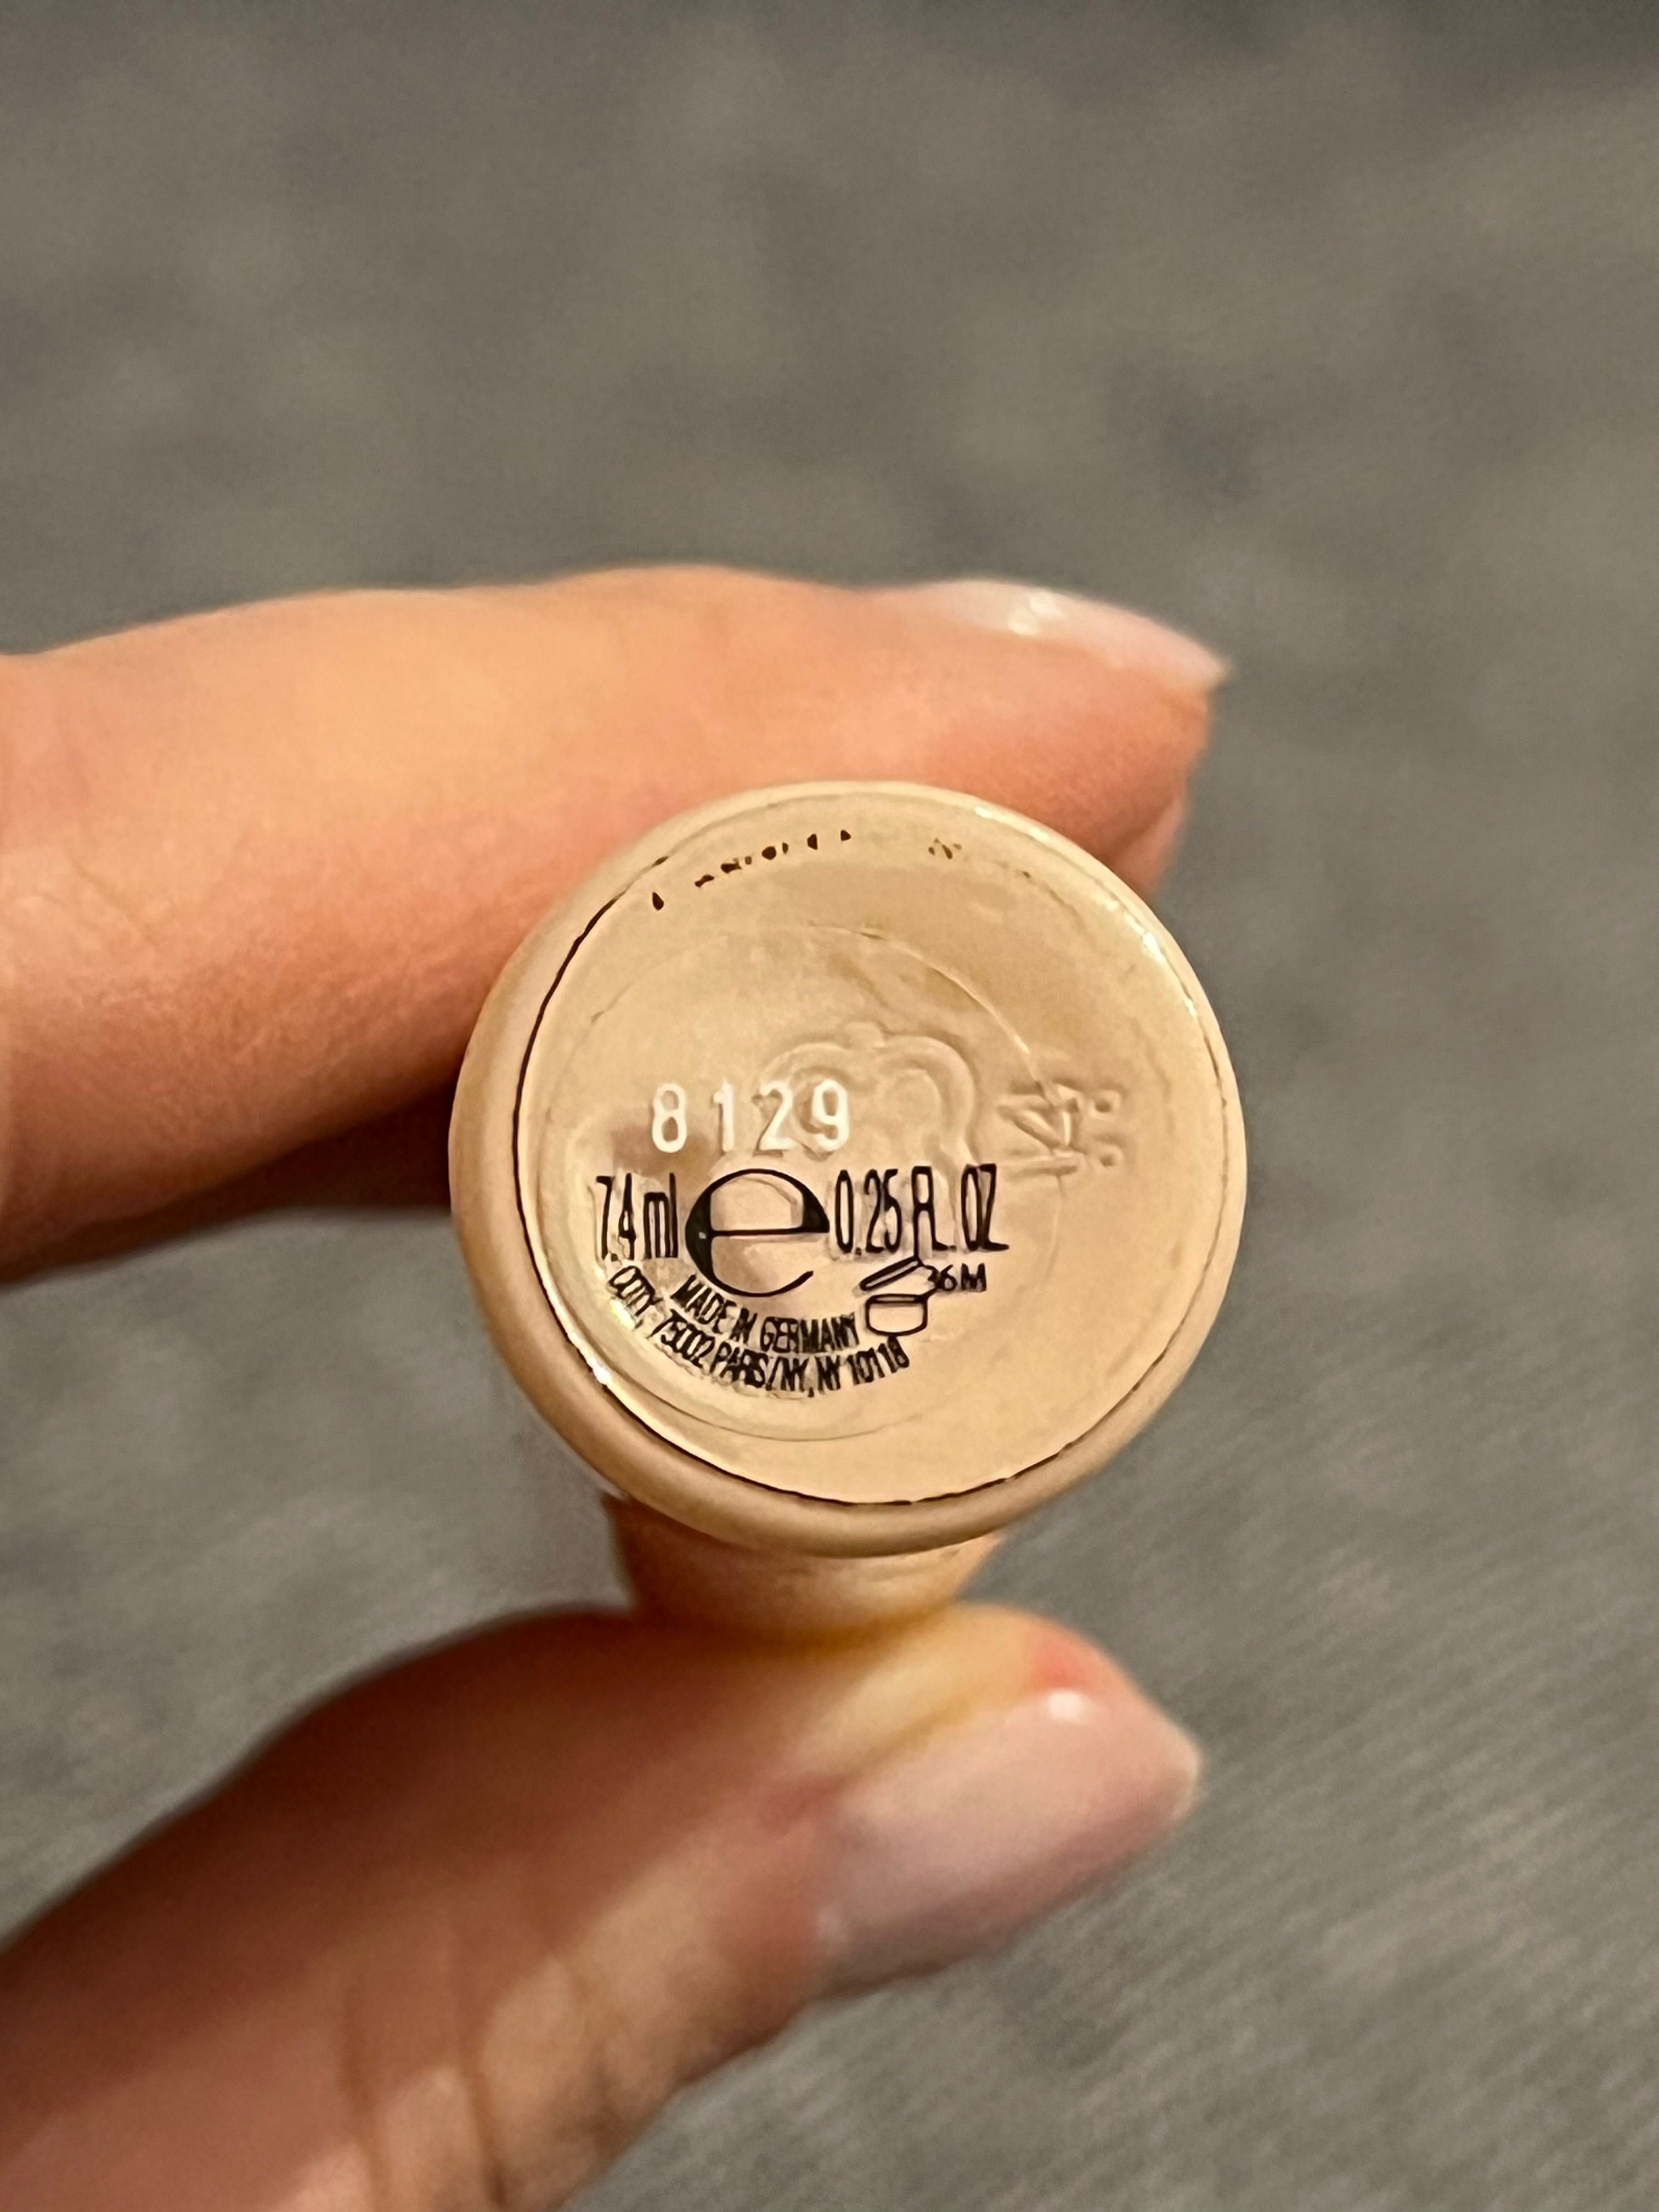 8129
7.4 ml e 0.25 FL. OZ
36M
MADE IN GERMANY
COTY, 75002 PARIS/NY, NY 10118